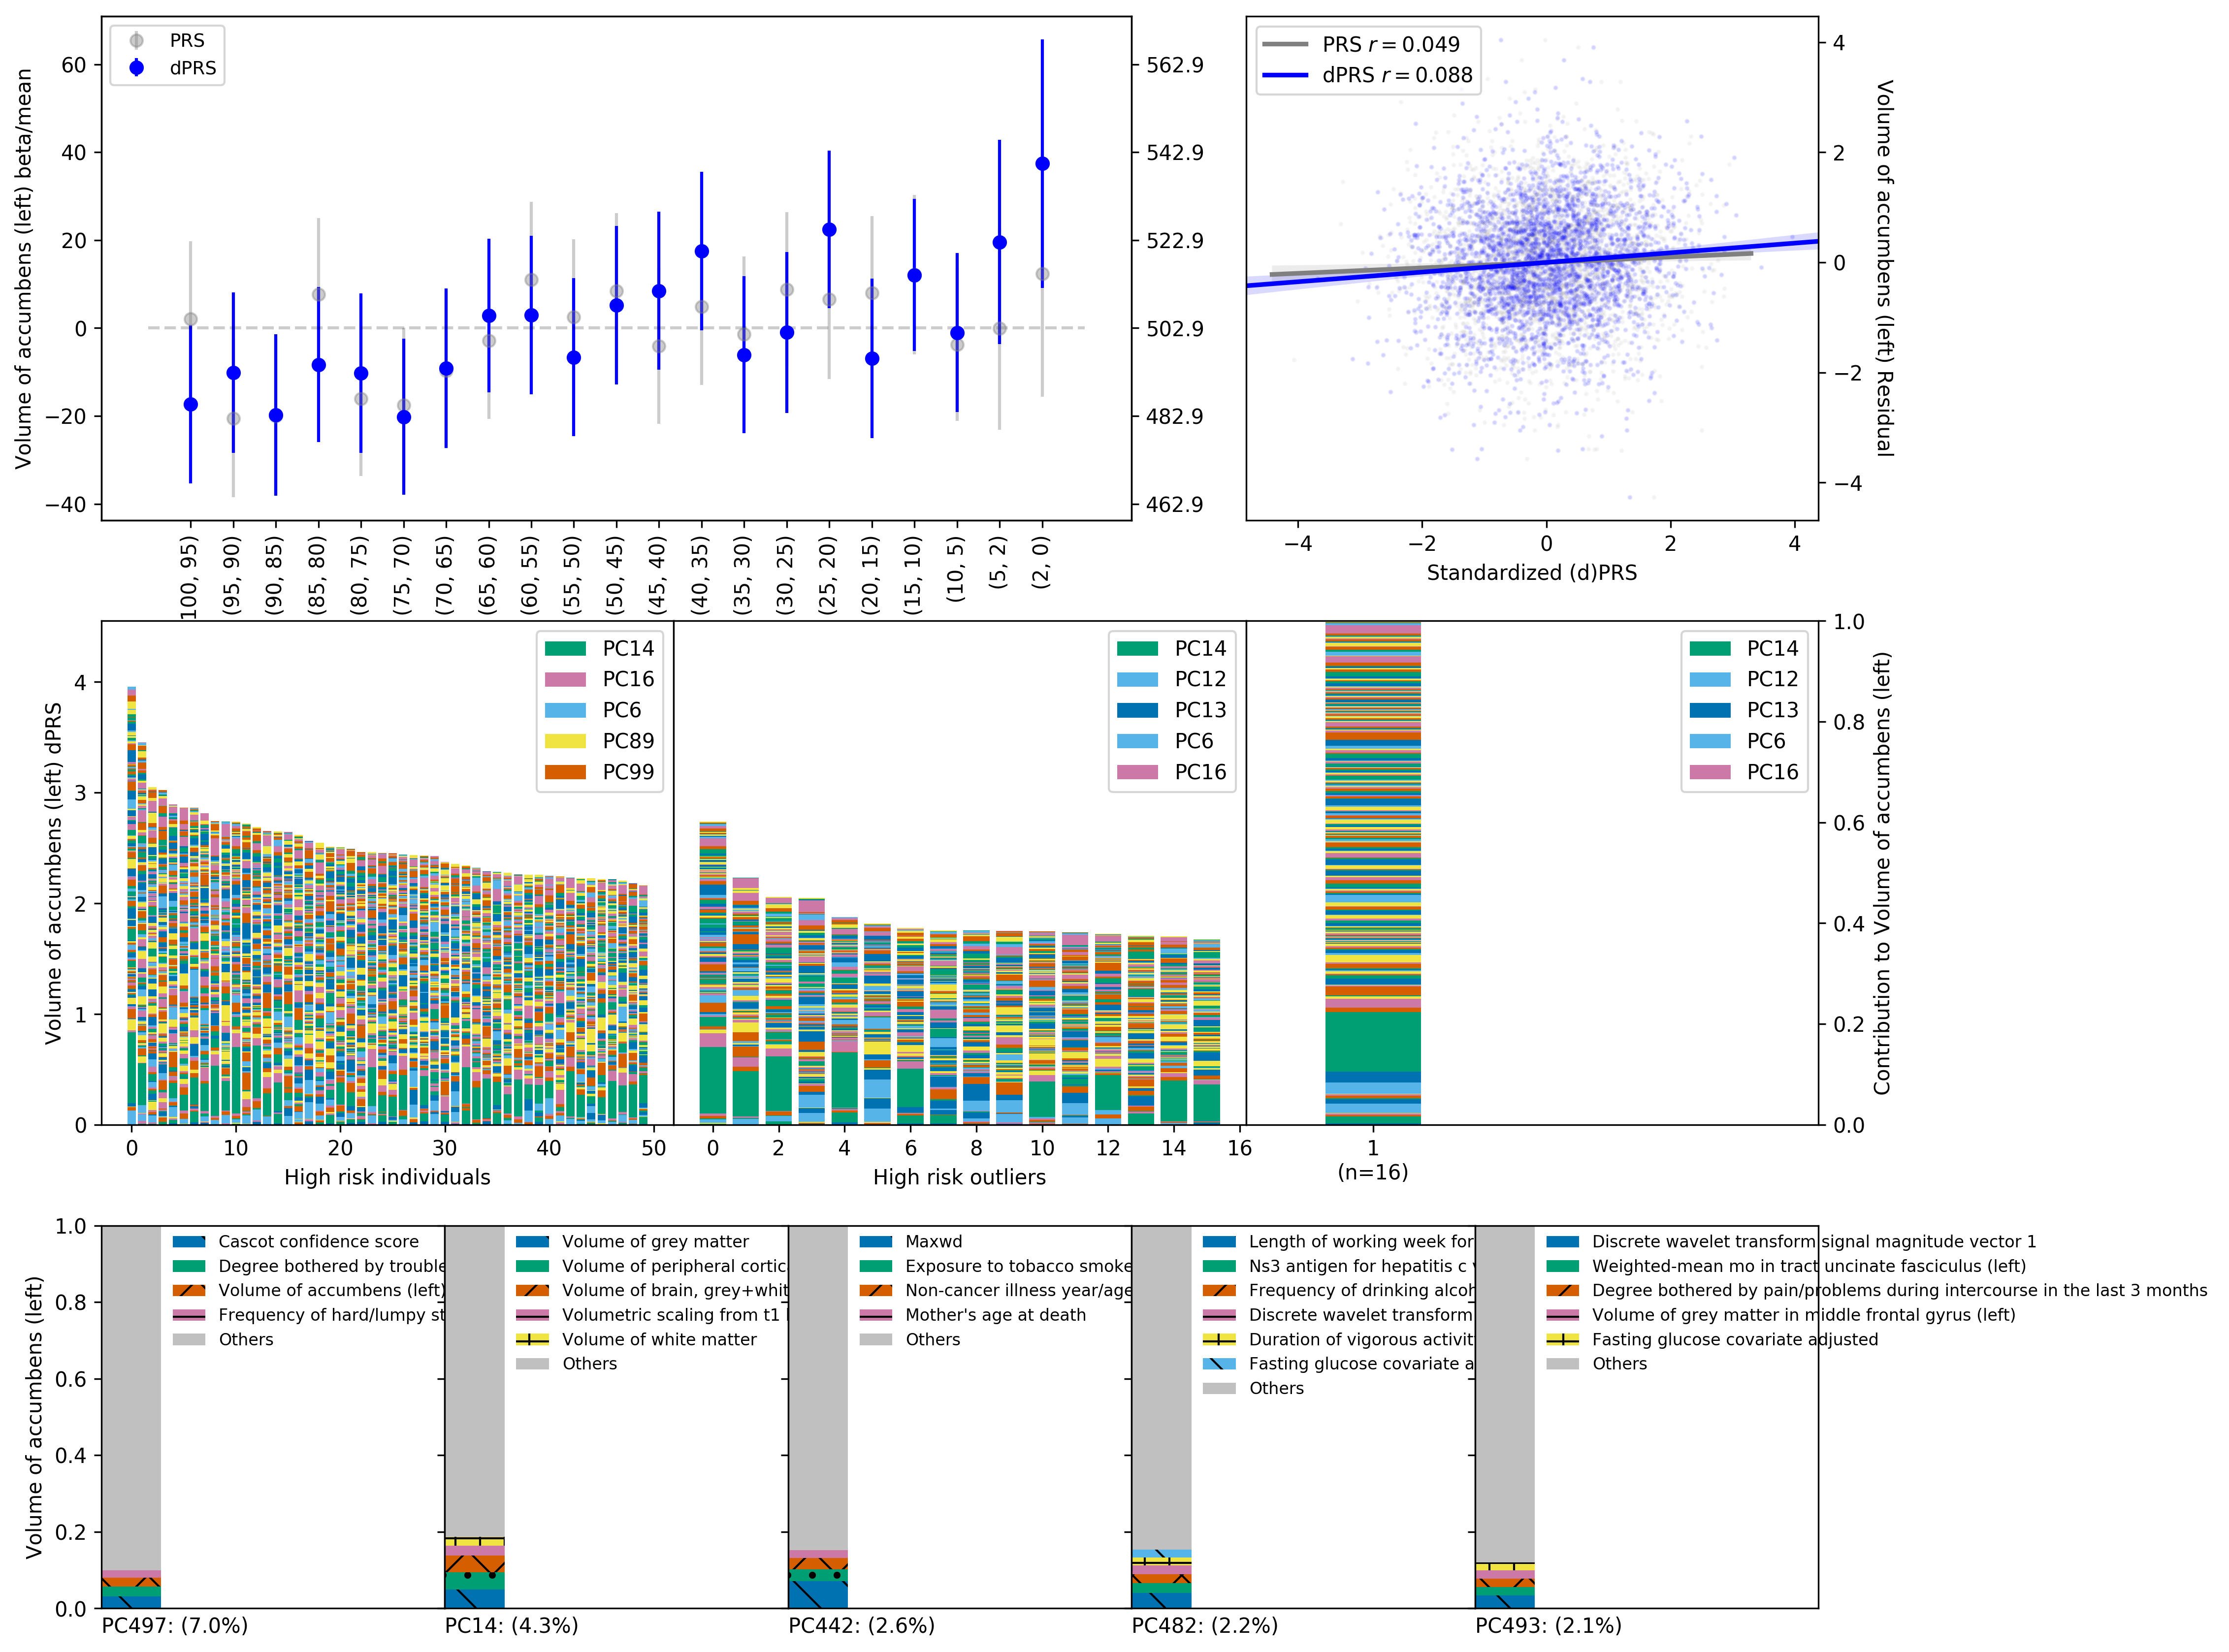 PRS
dPRS
Volume of accumbens (left) beta/mean
60
40
20
0
−20
−40
562.9
542.9
522.9
502.9
482.9
462.9
100, 95)
(95, 90)
(90, 85)
(85, 80)
(80, 75)
(75, 70)
(70, 65)
(65, 60)
(60, 55)
(55, 50)
(50, 45)
(45, 40)
(40, 35)
(35, 30)
(30, 25)
(25, 20)
(20, 15)
(15, 10)
(10, 5)
(5, 2)
(2, 0)
PRS r = 0.049
dPRS r = 0.088
4
2
0
−2
−4
Volume of accumbens (left) Residual
−4 −2 0 2 4
Standardized (d)PRS
Volume of accumbens (left) dPRS
4
3
2
1
0
PC14
PC16
PC6
PC89
PC99
0 10 20 30 40 50
High risk individuals
PC14
PC12
PC13
PC6
PC16
0 2 4 6 8 10 12 14 16
High risk outliers
PC14
PC12
PC13
PC6
PC16
1
(n=16)
1.0
0.8
0.6
0.4
0.2
0.0
Contribution to Volume of accumbens (left)
Volume of accumbens (left)
1.0
0.8
0.6
0.4
0.2
0.0
Cascot confidence score
Degree bothered by trouble
Volume of accumbens (left)
Frequency of hard/lumpy st
Others
PC497: (7.0%)
Volume of grey matter
Volume of peripheral cortic
Volume of brain, grey+whit
Volumetric scaling from t1
Volume of white matter
Others
PC14: (4.3%)
Maxwd
Exposure to tobacco smoke
Non-cancer illness year/age
Mother's age at death
Others
PC442: (2.6%)
Length of working week for
Ns3 antigen for hepatitis c
Frequency of drinking alcoh
Discrete wavelet transform
Duration of vigorous activit
Fasting glucose covariate a
Others
PC482: (2.2%)
Discrete wavelet transform signal magnitude vector 1
Weighted-mean mo in tract uncinate fasciculus (left)
Degree bothered by pain/problems during intercourse in the last 3 months
Volume of grey matter in middle frontal gyrus (left)
Fasting glucose covariate adjusted
Others
PC493: (2.1%)